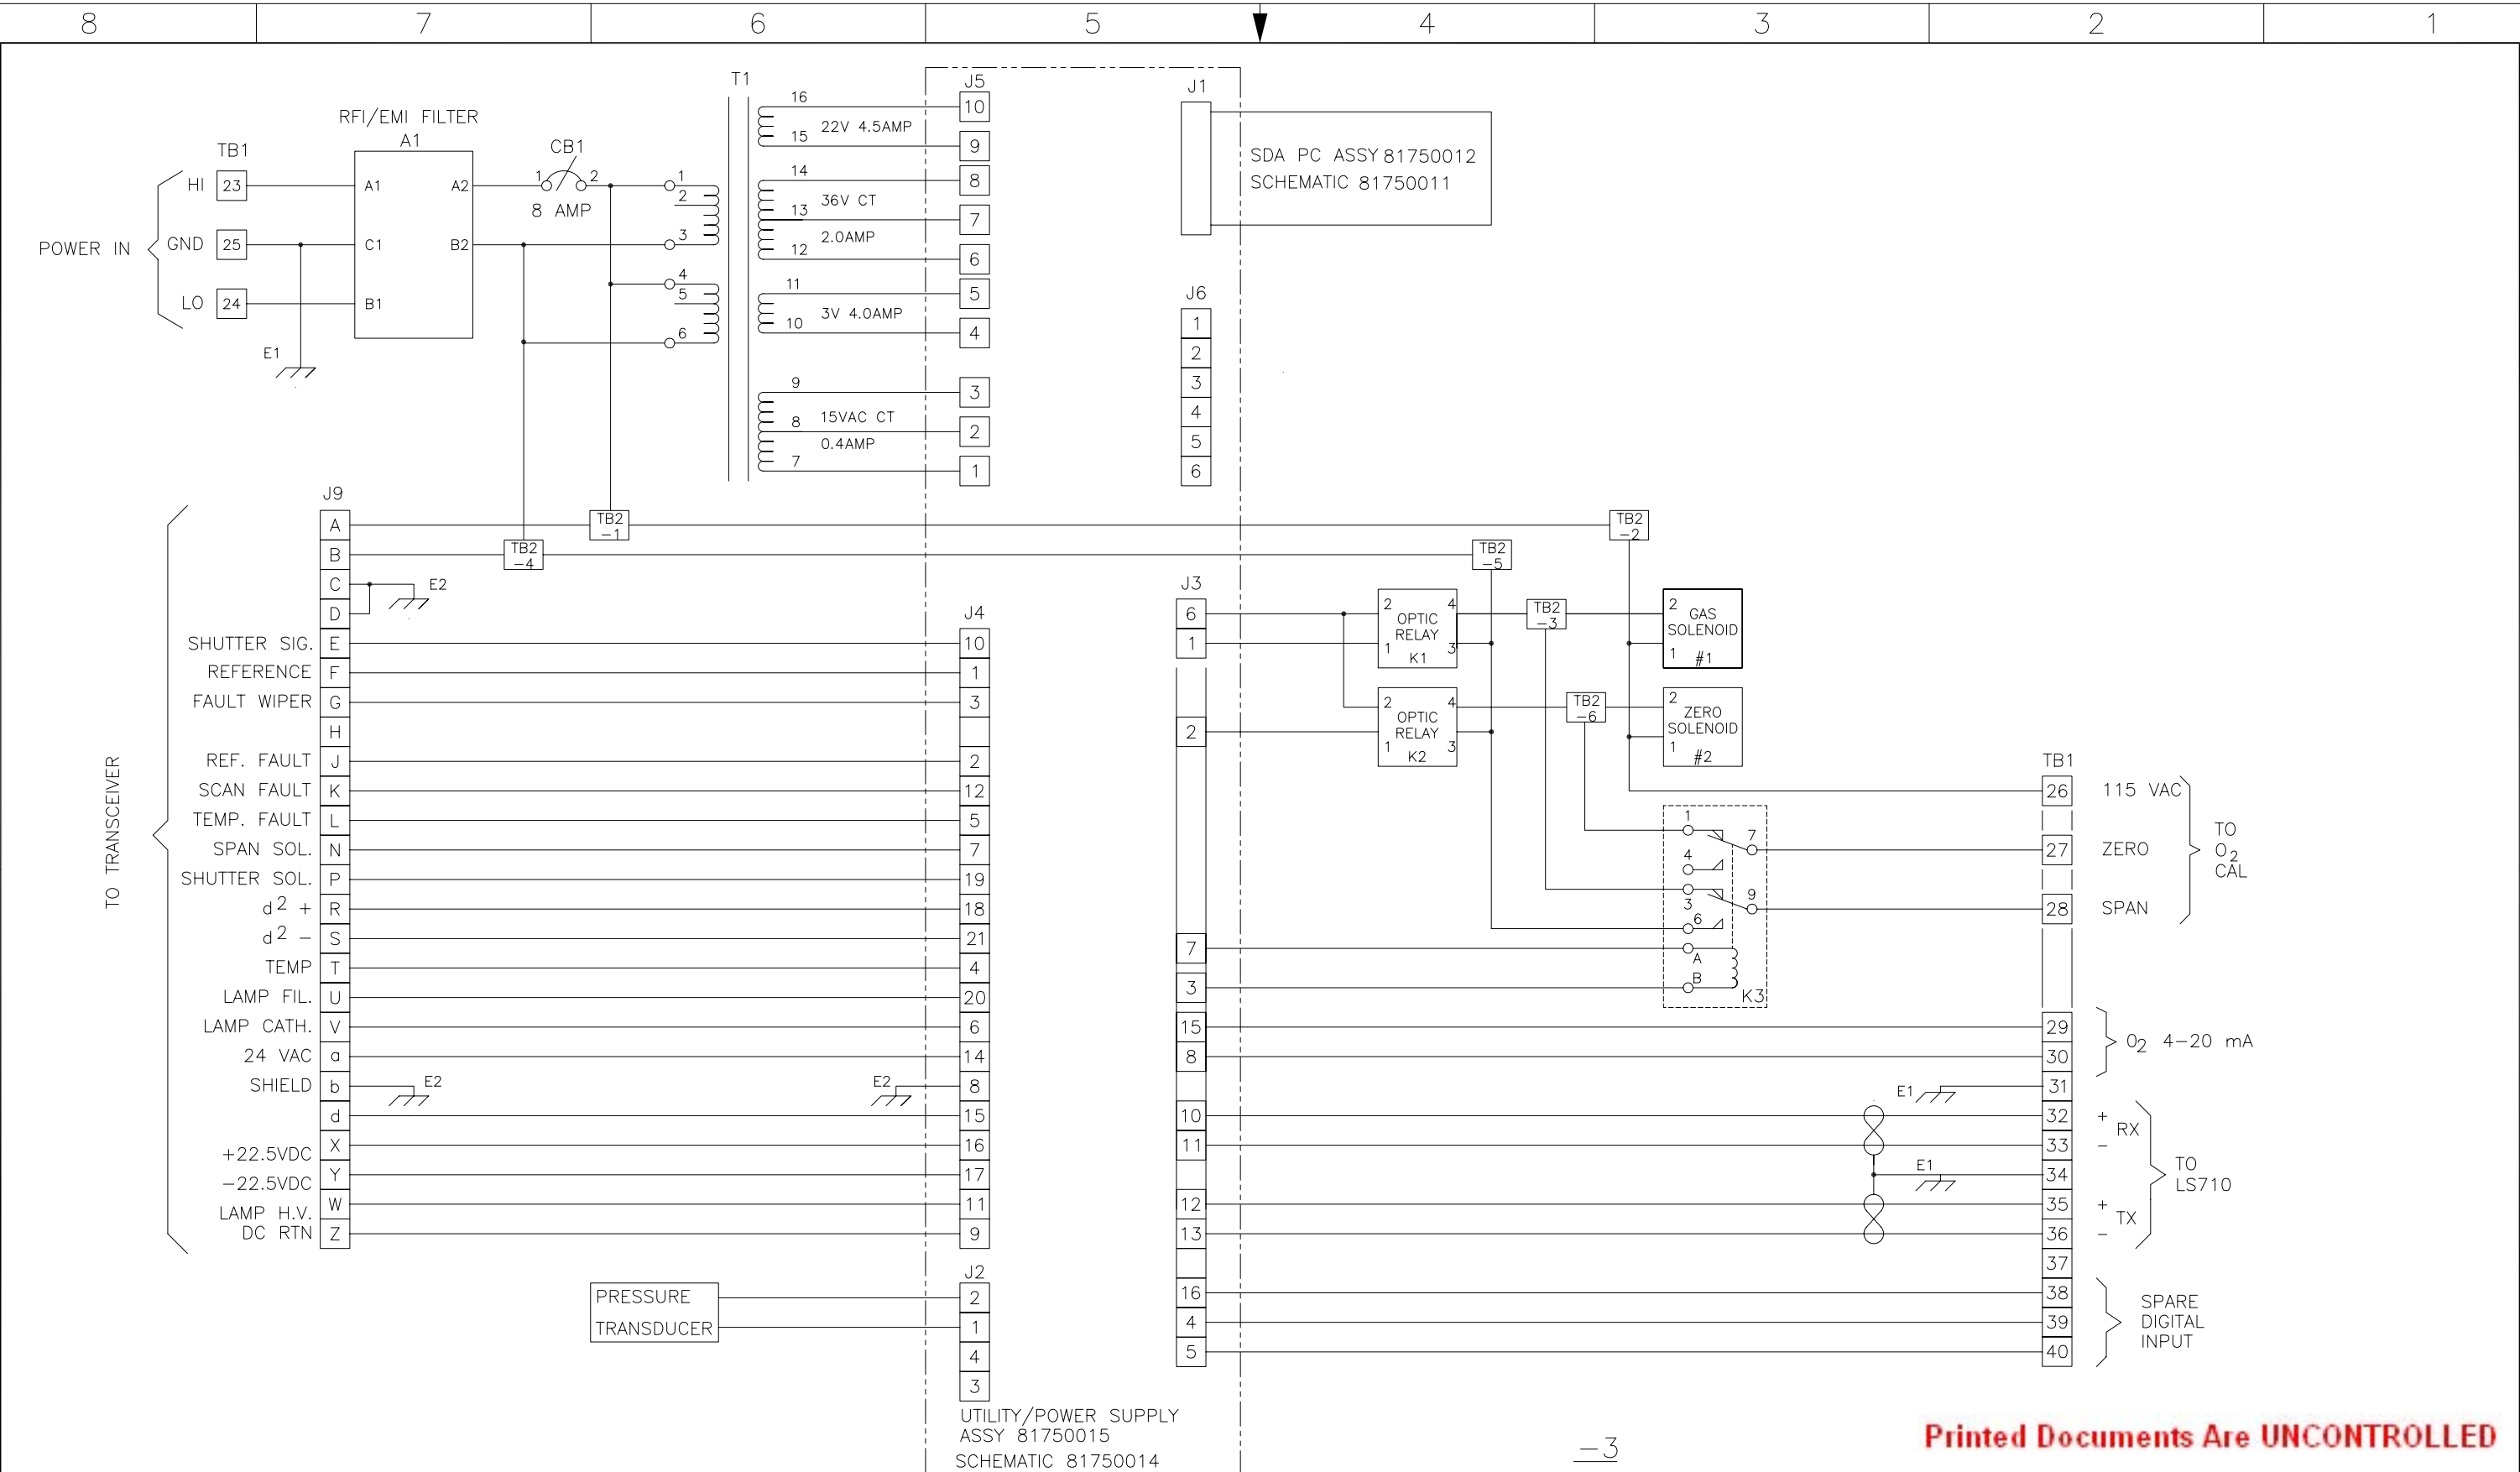 8 7 6 5 4 3 2 1
T1
J5
J1
RFI/EMI FILTER
A1
CB1
TB1
HI 23
GND 25
LO 24
POWER IN
A1 A2
C1 B2
B1
E1
1 2
8 AMP
1
2
3
4
5
6
16
15
22V 4.5AMP
14
13
12
36V CT
2.0AMP
11
10
3V 4.0AMP
9
8
7
15VAC CT
0.4AMP
10
9
8
7
6
5
4
3
2
1
SDA PC ASSY 81750012
SCHEMATIC 81750011
J6
1
2
3
4
5
6
J9
TO TRANSCEIVER
A
B
C
D
E2
TB2
-1
TB2
-4
TB2
-2
TB2
-5
J4
SHUTTER SIG. E 10
REFERENCE F 1
FAULT WIPER G 3
H
REF. FAULT J 2
SCAN FAULT K 12
TEMP. FAULT L 5
SPAN SOL. N 7
SHUTTER SOL. P 19
d2 + R 18
d2 - S 21
TEMP T 4
LAMP FIL. U 20
LAMP CATH. V 6
24 VAC a 14
SHIELD b E2 E2 8
d 15
+22.5VDC X 16
-22.5VDC Y 17
LAMP H.V. W 11
DC RTN Z 9
J2
PRESSURE
TRANSDUCER
2
1
4
3
UTILITY/POWER SUPPLY
ASSY 81750015
SCHEMATIC 81750014
J3
6
1
2
7
3
15
8
10
11
12
13
16
4
5
2 4
OPTIC
RELAY
1 3
K1
TB2
-3
2
GAS
SOLENOID
1
#1
2 4
OPTIC
RELAY
1 3
K2
TB2
-6
2
ZERO
SOLENOID
1
#2
1
7
4
3
9
6
A
B
K3
TB1
26 115 VAC
27 ZERO
28 SPAN
TO
O2
CAL
29
30
O2 4-20 mA
E1 31
32 +
RX
33 -
E1 34
35 +
TX
36 -
TO
LS710
37
38
39
40
SPARE
DIGITAL
INPUT
-3
Printed Documents Are UNCONTROLLED